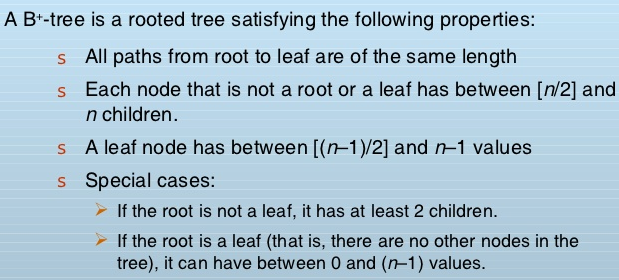 A B+-tree is a rooted tree satisfying the following properties:
s All paths from root to leaf are of the same length
s Each node that is not a root or a leaf has between [n/2] and
n children.
s A leaf node has between [(n–1)/2] and n–1 values
s Special cases:
➢ If the root is not a leaf, it has at least 2 children.
➢ If the root is a leaf (that is, there are no other nodes in the
tree), it can have between 0 and (n–1) values.